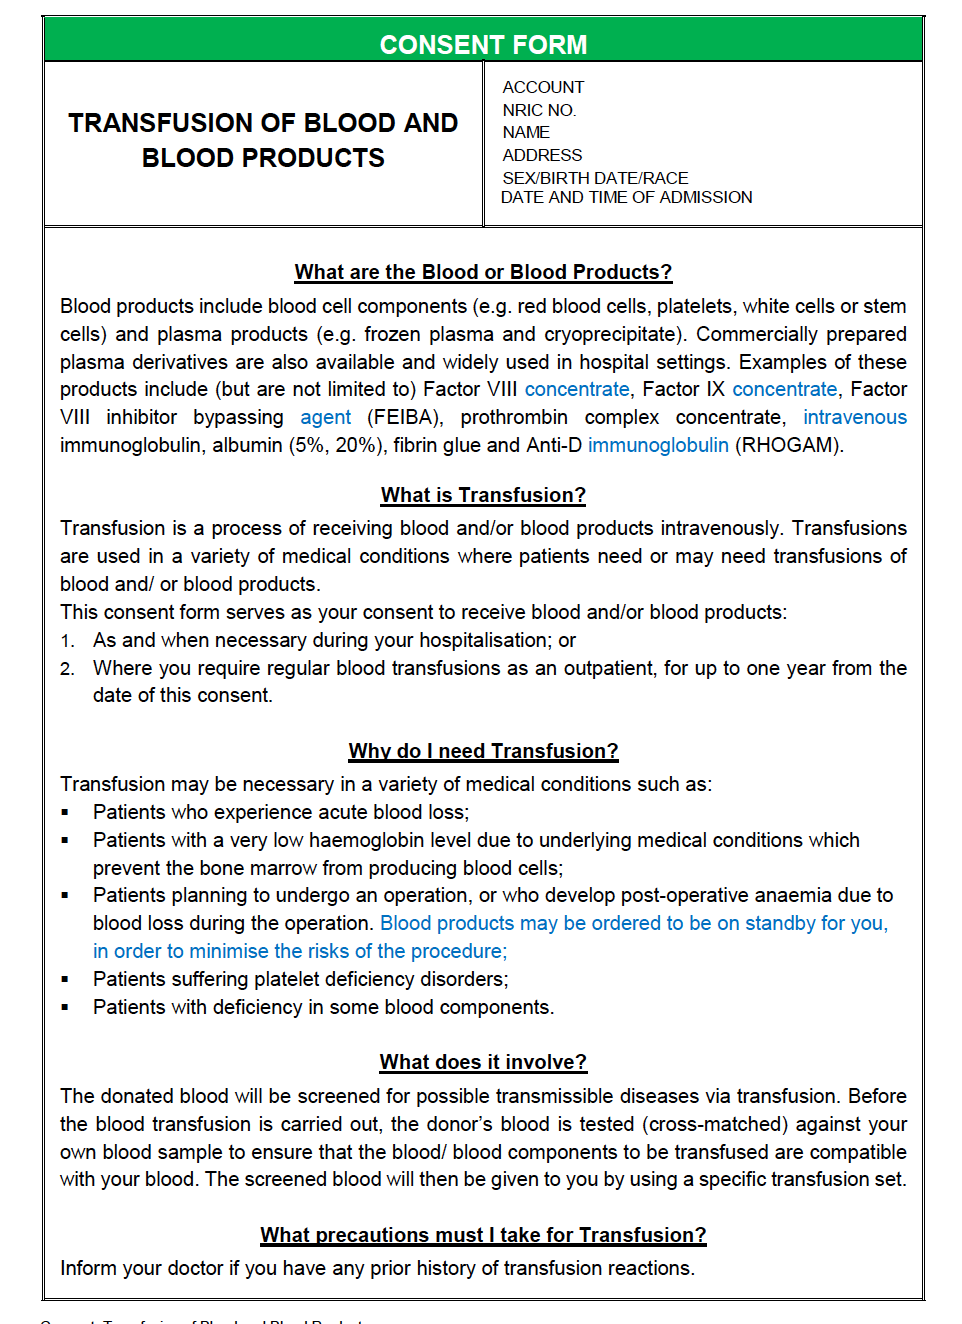 CONSENT FORM
TRANSFUSION OF BLOOD AND
BLOOD PRODUCTS
ACCOUNT
NRIC NO.
NAME
ADDRESS
SEX/BIRTH DATE/RACE
DATE AND TIME OF ADMISSION
What are the Blood or Blood Products?
Blood products include blood cell components (e.g. red blood cells, platelets, white cells or stem
cells) and plasma products (e.g. frozen plasma and cryoprecipitate). Commercially prepared
plasma derivatives are also available and widely used in hospital settings. Examples of these
products include (but are not limited to) Factor VIII concentrate, Factor IX concentrate, Factor
VIII inhibitor bypassing agent (FEIBA), prothrombin complex concentrate, intravenous
immunoglobulin, albumin (5%, 20%), fibrin glue and Anti-D immunoglobulin (RHOGAM).
What is Transfusion?
Transfusion is a process of receiving blood and/or blood products intravenously. Transfusions
are used in a variety of medical conditions where patients need or may need transfusions of
blood and/ or blood products.
This consent form serves as your consent to receive blood and/or blood products:
1. As and when necessary during your hospitalisation; or
2. Where you require regular blood transfusions as an outpatient, for up to one year from the
date of this consent.
Why do I need Transfusion?
Transfusion may be necessary in a variety of medical conditions such as:
▪ Patients who experience acute blood loss;
▪ Patients with a very low haemoglobin level due to underlying medical conditions which
prevent the bone marrow from producing blood cells;
▪ Patients planning to undergo an operation, or who develop post-operative anaemia due to
blood loss during the operation. Blood products may be ordered to be on standby for you,
in order to minimise the risks of the procedure;
▪ Patients suffering platelet deficiency disorders;
▪ Patients with deficiency in some blood components.
What does it involve?
The donated blood will be screened for possible transmissible diseases via transfusion. Before
the blood transfusion is carried out, the donor's blood is tested (cross-matched) against your
own blood sample to ensure that the blood/ blood components to be transfused are compatible
with your blood. The screened blood will then be given to you by using a specific transfusion set.
What precautions must I take for Transfusion?
Inform your doctor if you have any prior history of transfusion reactions.